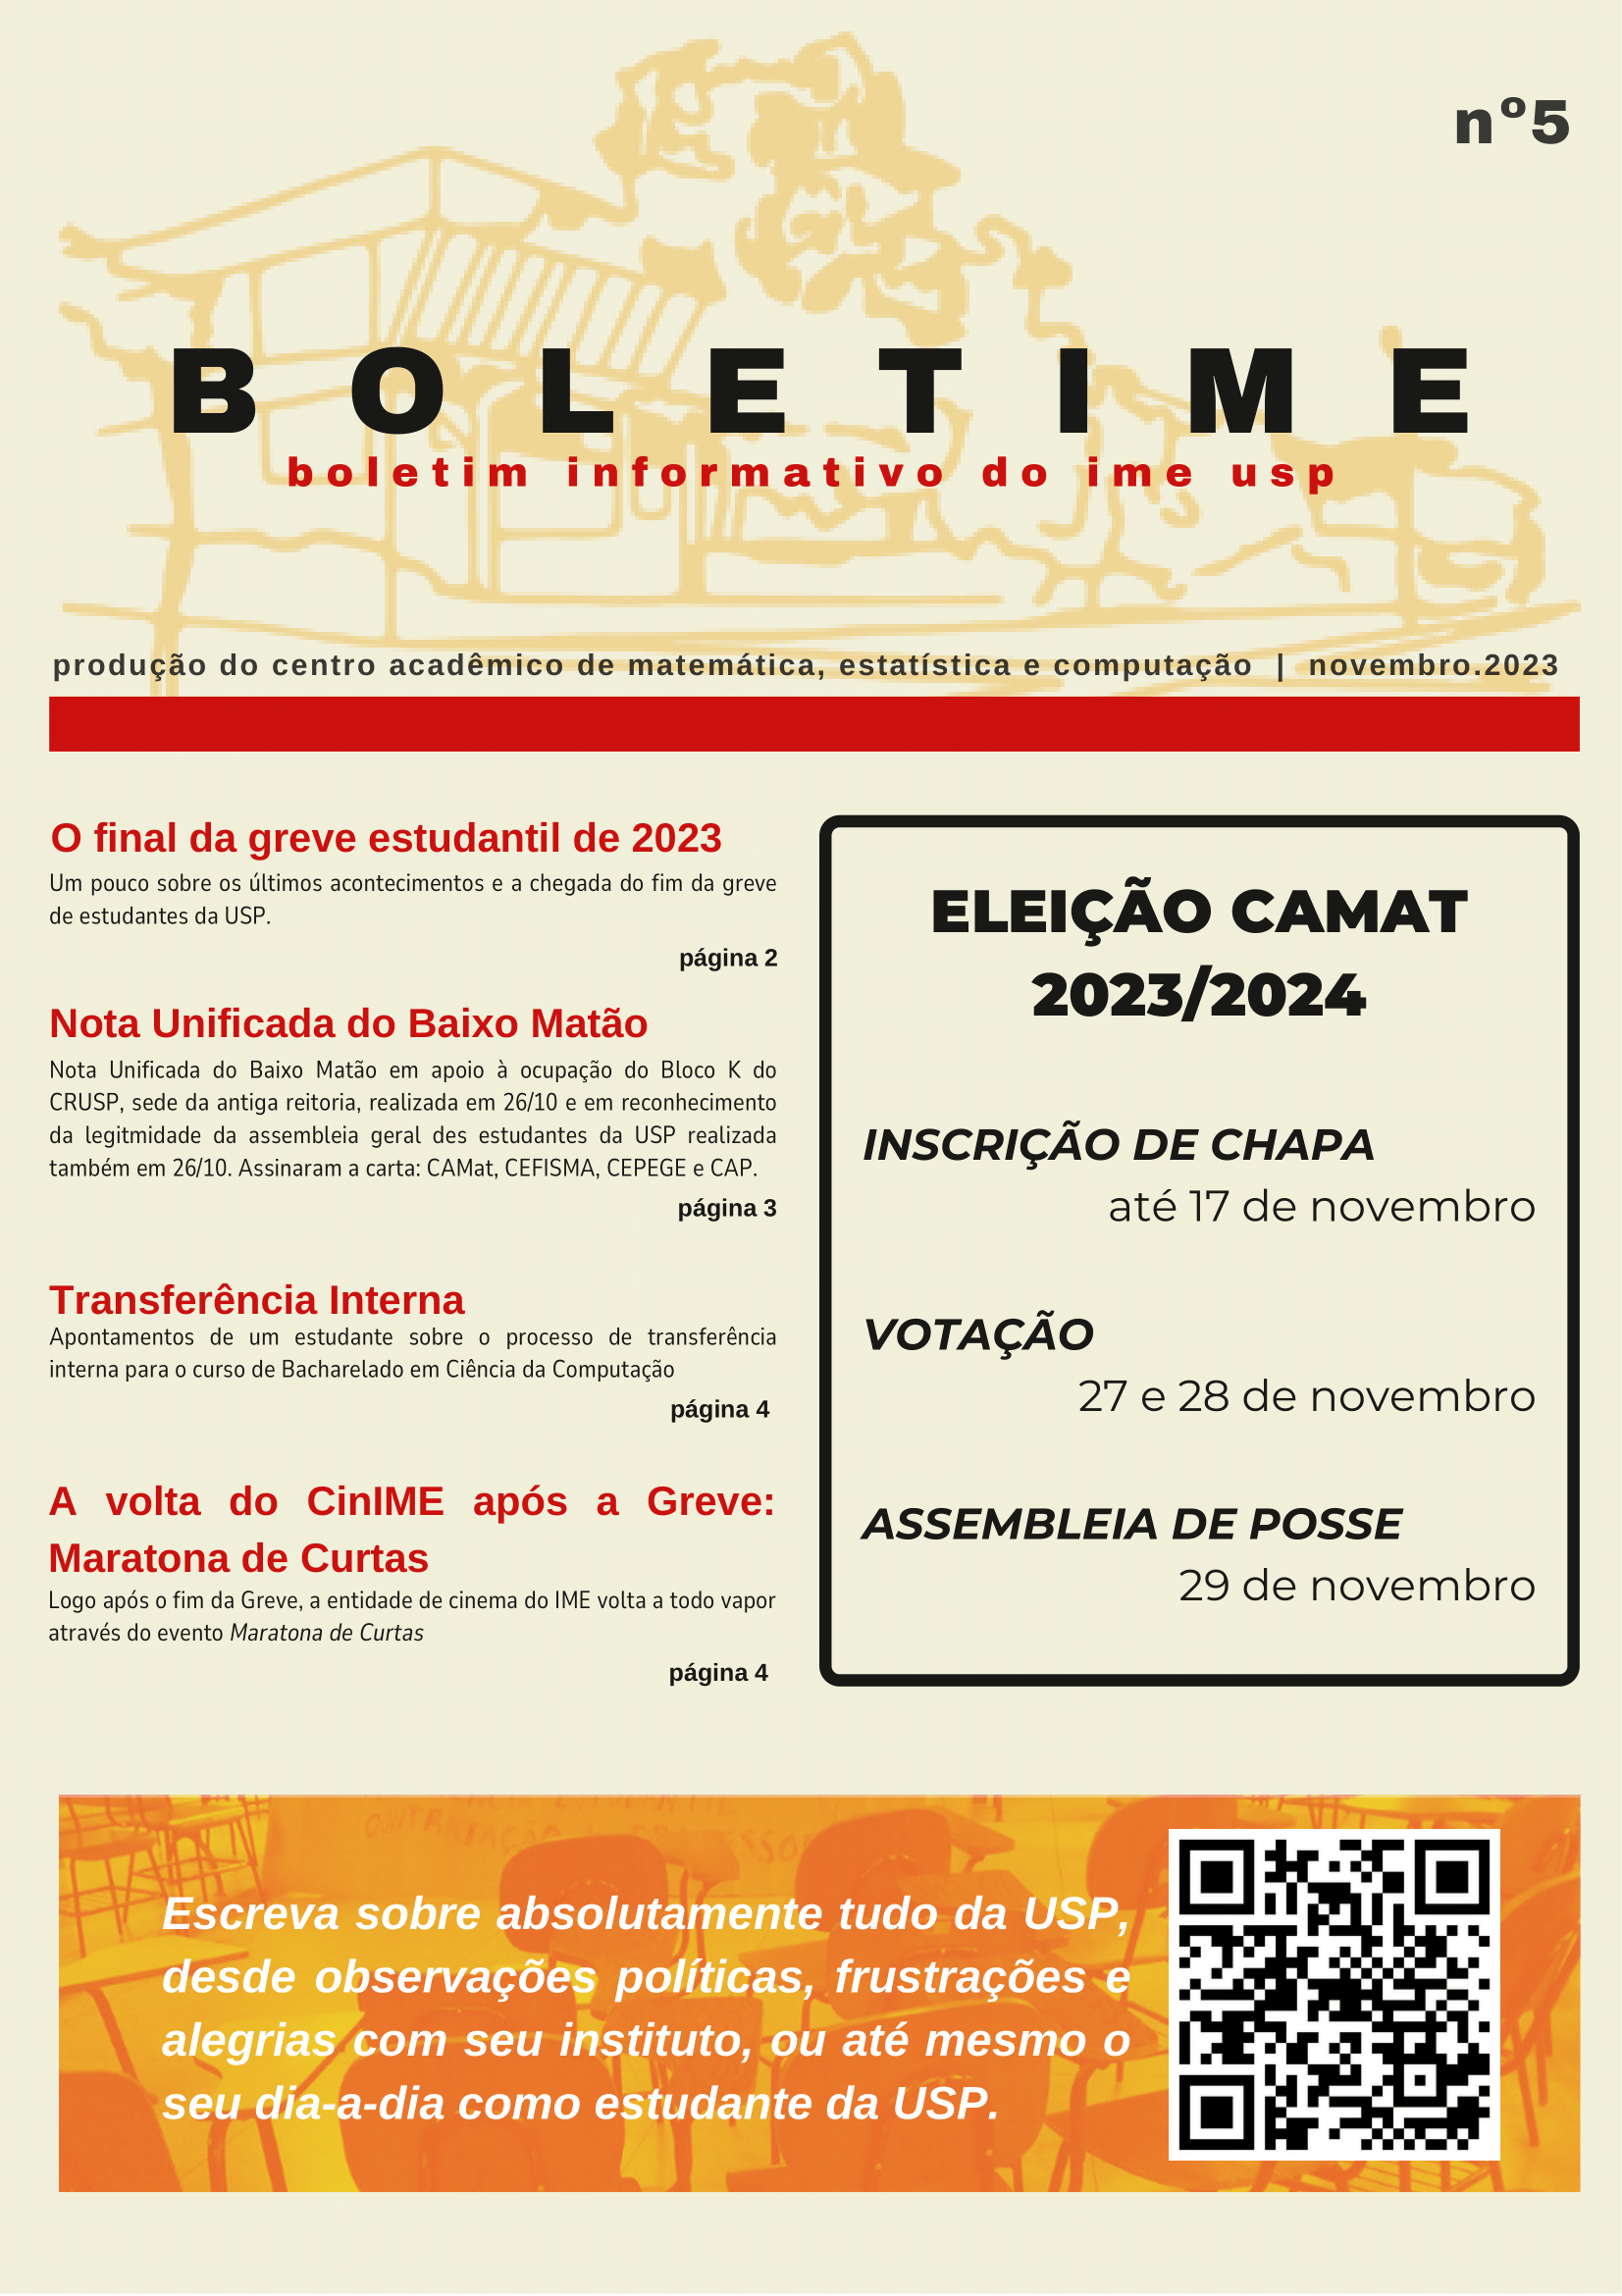 nº5
BOLETIME
boletim informativo do ime usp
produção do centro acadêmico de matemática, estatística e computação | novembro.2023
O final da greve estudantil de 2023
Um pouco sobre os últimos acontecimentos e a chegada do fim da greve
de estudantes da USP.
página 2
Nota Unificada do Baixo Matão
Nota Unificada do Baixo Matão em apoio à ocupação do Bloco K do
CRUSP, sede da antiga reitoria, realizada em 26/10 e em reconhecimento
da legitmidade da assembleia geral des estudantes da USP realizada
também em 26/10. Assinaram a carta: CAMat, CEFISMA, CEPEGE e CAP.
página 3
Transferência Interna
Apontamentos de um estudante sobre o processo de transferência
interna para o curso de Bacharelado em Ciência da Computação
página 4
A volta do CinIME após a Greve:
Maratona de Curtas
Logo após o fim da Greve, a entidade de cinema do IME volta a todo vapor
através do evento Maratona de Curtas
página 4
ELEIÇÃO CAMAT
2023/2024
INSCRIÇÃO DE CHAPA
até 17 de novembro
VOTAÇÃO
27 e 28 de novembro
ASSEMBLEIA DE POSSE
29 de novembro
Escreva sobre absolutamente tudo da USP,
desde observações políticas, frustrações e
alegrias com seu instituto, ou até mesmo o
seu dia-a-dia como estudante da USP.